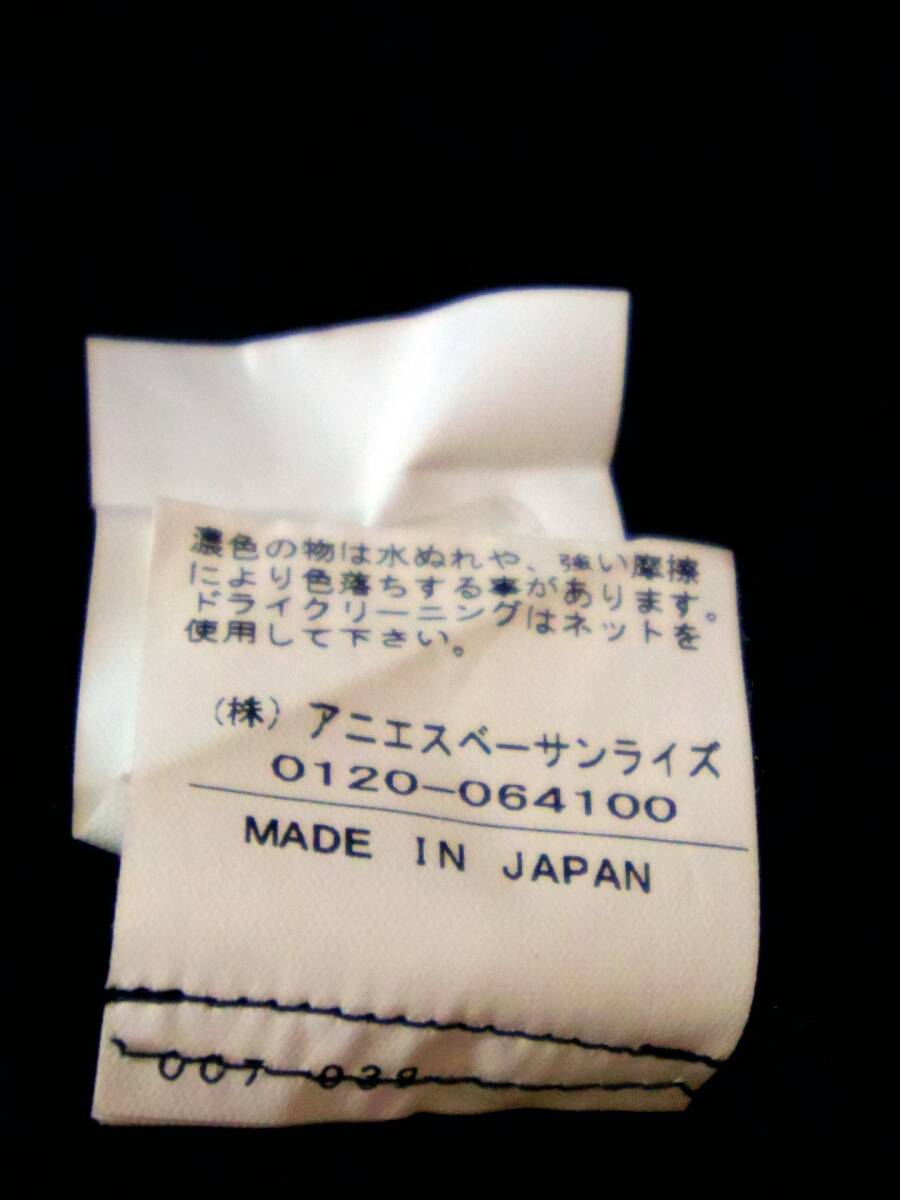 濃色の物は水ぬれや、強い摩擦
により色落ちする事があります。
ドライクリーニングはネットを
使用して下さい。
(株) アニエスベーサンライズ
0120-064100
MADE IN JAPAN
007-039